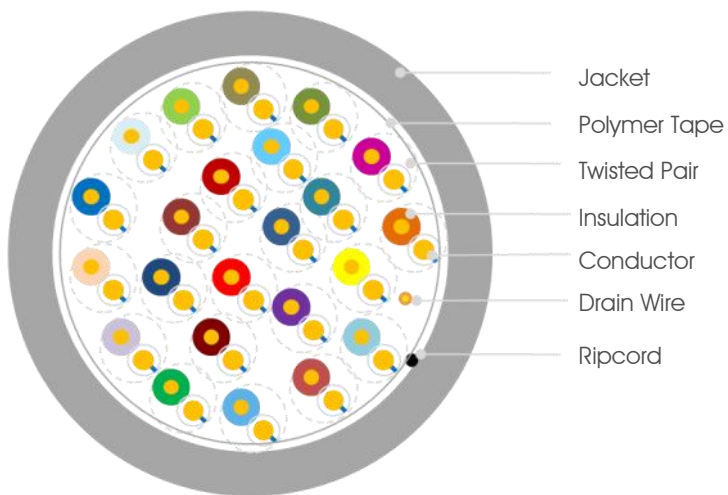 Jacket
Polymer Tape
Twisted Pair
Insulation
Conductor
Drain Wire
Ripcord